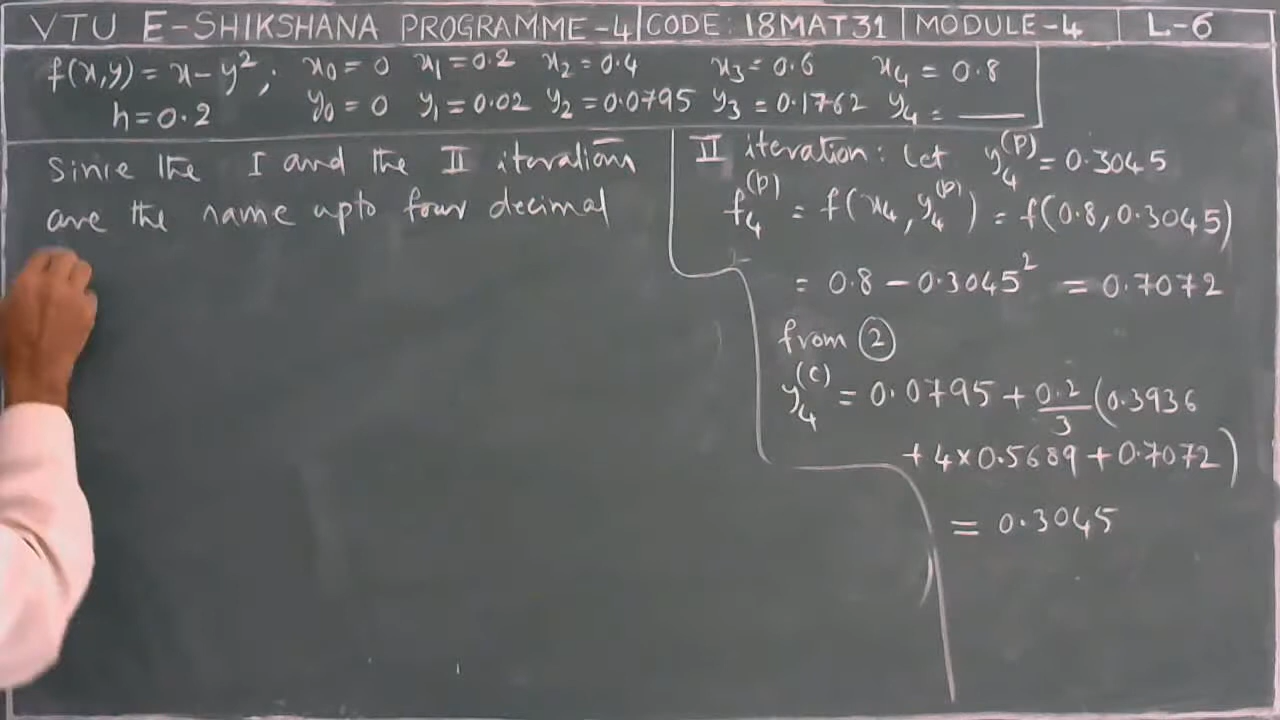 VTU E-SHIKSHANA PROGRAMME-4 | CODE: 18MAT31 | MODULE-4 | L-6
f(x,y) = x - y²; x₀ = 0 x₁ = 0.2 x₂ = 0.4 x₃ = 0.6 x₄ = 0.8
h = 0.2 y₀ = 0 y₁ = 0.02 y₂ = 0.0795 y₃ = 0.1762 y₄ = ___
Since the I and the II iterations
are the name upto four decimal
II iteration: Let y₄^(P) = 0.3045
f₄^(P) = f(x₄, y₄^(P)) = f(0.8, 0.3045)
= 0.8 - 0.3045² = 0.7072
from ②
y₄^(C) = 0.0795 + 0.2/3 (0.3936
+ 4×0.5689 + 0.7072)
= 0.3045